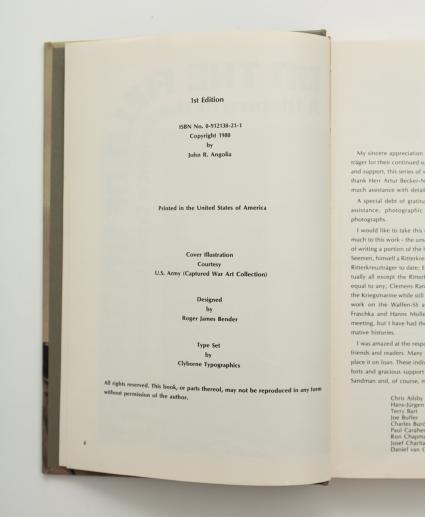 1st Edition
ISBN No. 0-912138-21-1
Copyright 1980
by
John R. Angolia
Printed in the United States of America
Cover Illustration
Courtesy
U.S. Army (Captured War Art Collection)
Designed
by
Roger James Bender
Type Set
by
Clyborne Typographics
All rights reserved. This book, or parts thereof, may not be reproduced in any form
without permission of the author.
My sincere appreciation
träger for their continued su
and support, this series of
thank Herr Artur Becker-N
much assistance with detail
A special debt of gratitu
assistance, photographic
photographs.
I would like to take this
much to this work - the uns
of writing a portion of the
Seemen, himself a Ritterkre
Ritterkreuzträger to date: E
tually all except the Ritterk
equal to any; Clemens Ran
the Kriegsmarine while still
work on the Waffen-SS a
Fraschka and Hanns Molle
meeting, but I have had the
mative histories.
I was amazed at the respo
friends and readers. Many
place it on loan. These indiv
forts and gracious support
Sandman and, of course, m
Chris Ailsby
Hans-Jürgen
Terry Bart
Joe Buffer
Charles Burd
Paul Caraher
Ron Chapma
Josef Charita
Daniel van C